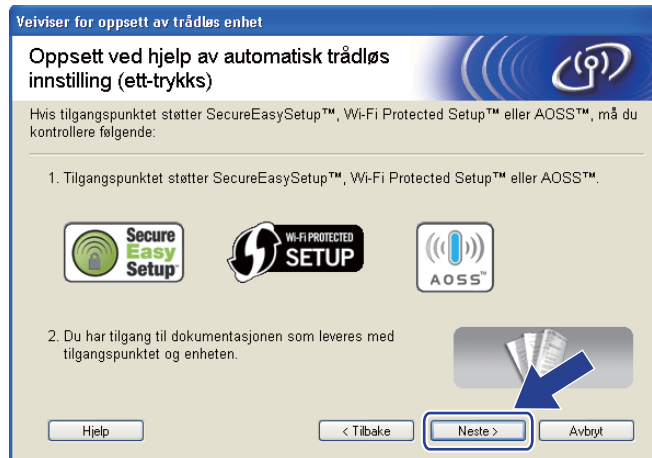 Veiviser for oppsett av trådløs enhet
Oppsett ved hjelp av automatisk trådløs
innstilling (ett-trykks)
Hvis tilgangspunktet støtter SecureEasySetup™, Wi-Fi Protected Setup™ eller AOSS™, må du
kontrollere følgende:
1. Tilgangspunktet støtter SecureEasySetup™, Wi-Fi Protected Setup™ eller AOSS™.
Secure
Easy
Setup™
Wi-Fi PROTECTED
SETUP
AOSS™
2. Du har tilgang til dokumentasjonen som leveres med
tilgangspunktet og enheten.
Hjelp
< Tilbake
Neste >
Avbryt